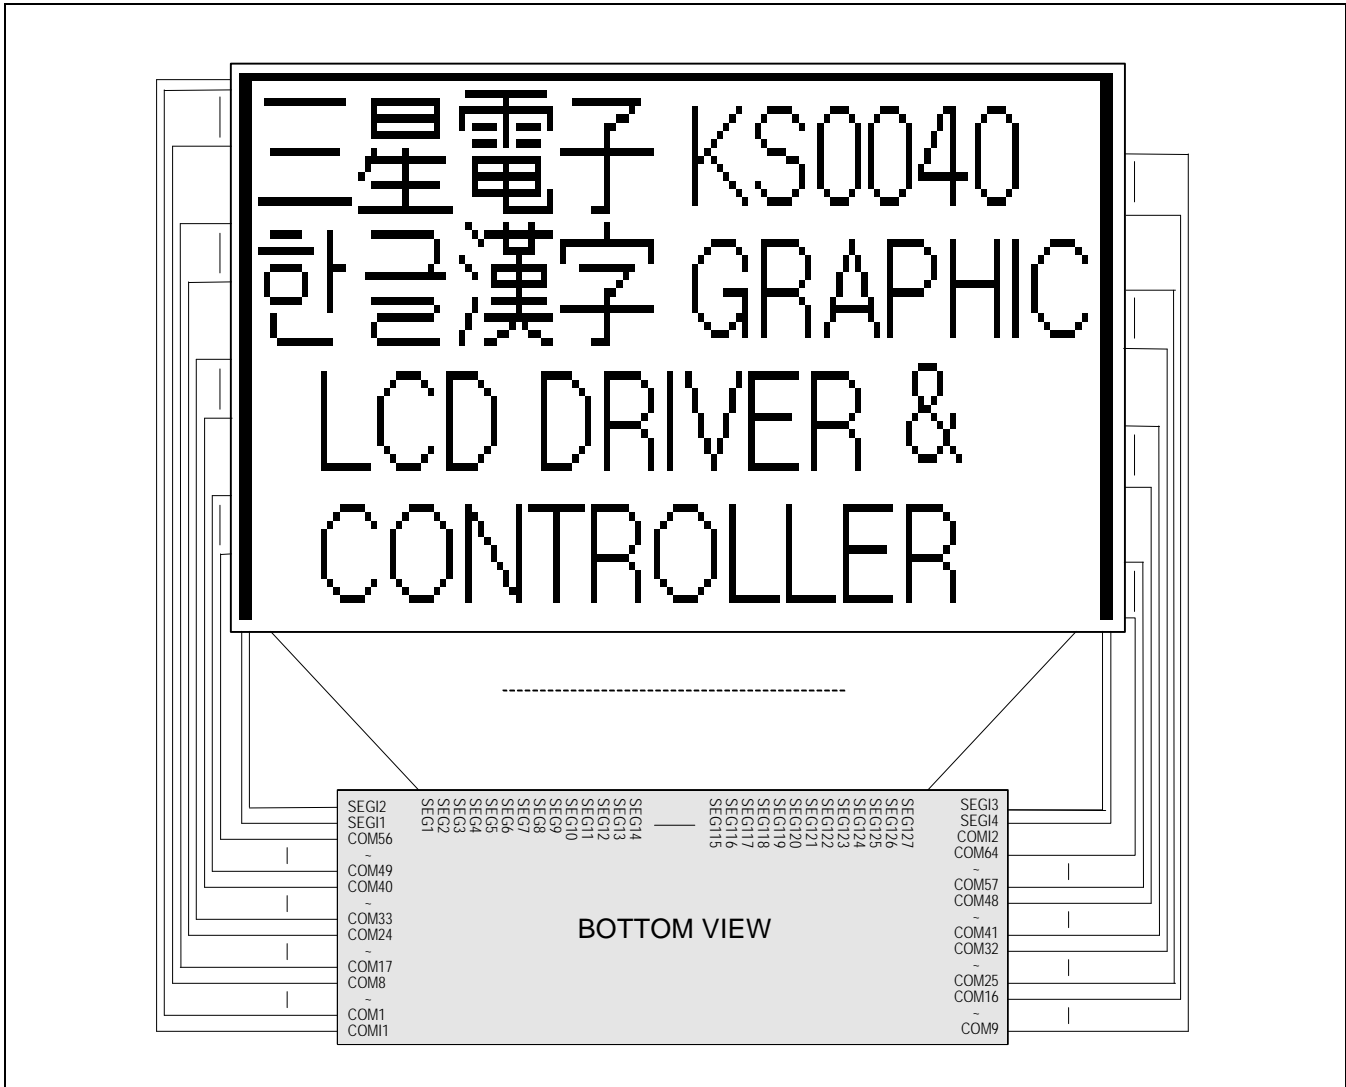 三星電子 KS0040
한글漢字 GRAPHIC
LCD DRIVER &
CONTROLLER
SEGI2
SEGI1
COM56
~
COM49
COM40
~
COM33
COM24
~
COM17
COM8
~
COM1
COMI1
SEG1
SEG2
SEG3
SEG4
SEG5
SEG6
SEG7
SEG8
SEG9
SEG10
SEG11
SEG12
SEG13
SEG14
SEG115
SEG116
SEG117
SEG118
SEG119
SEG120
SEG121
SEG122
SEG123
SEG124
SEG125
SEG126
SEG127
BOTTOM VIEW
SEGI3
SEGI4
COMI2
COM64
~
COM57
COM48
~
COM41
COM32
~
COM25
COM16
~
COM9